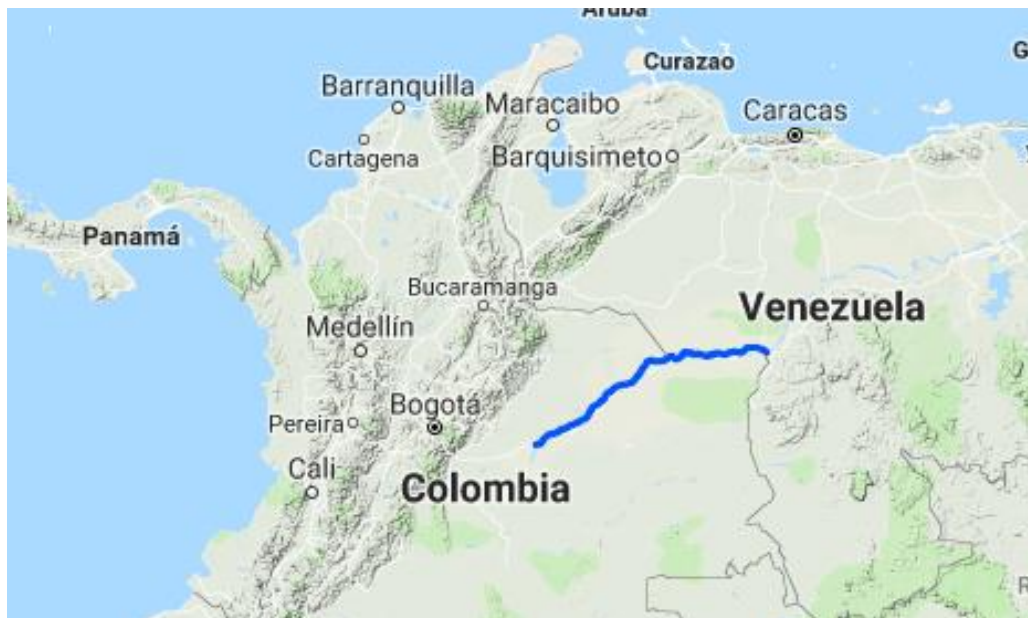 Aruba
Curazao
Barranquilla
Maracaibo
Caracas
Cartagena
Barquisimeto
Panamá
Bucaramanga
Venezuela
Medellín
Bogotá
Pereira
Cali
Colombia